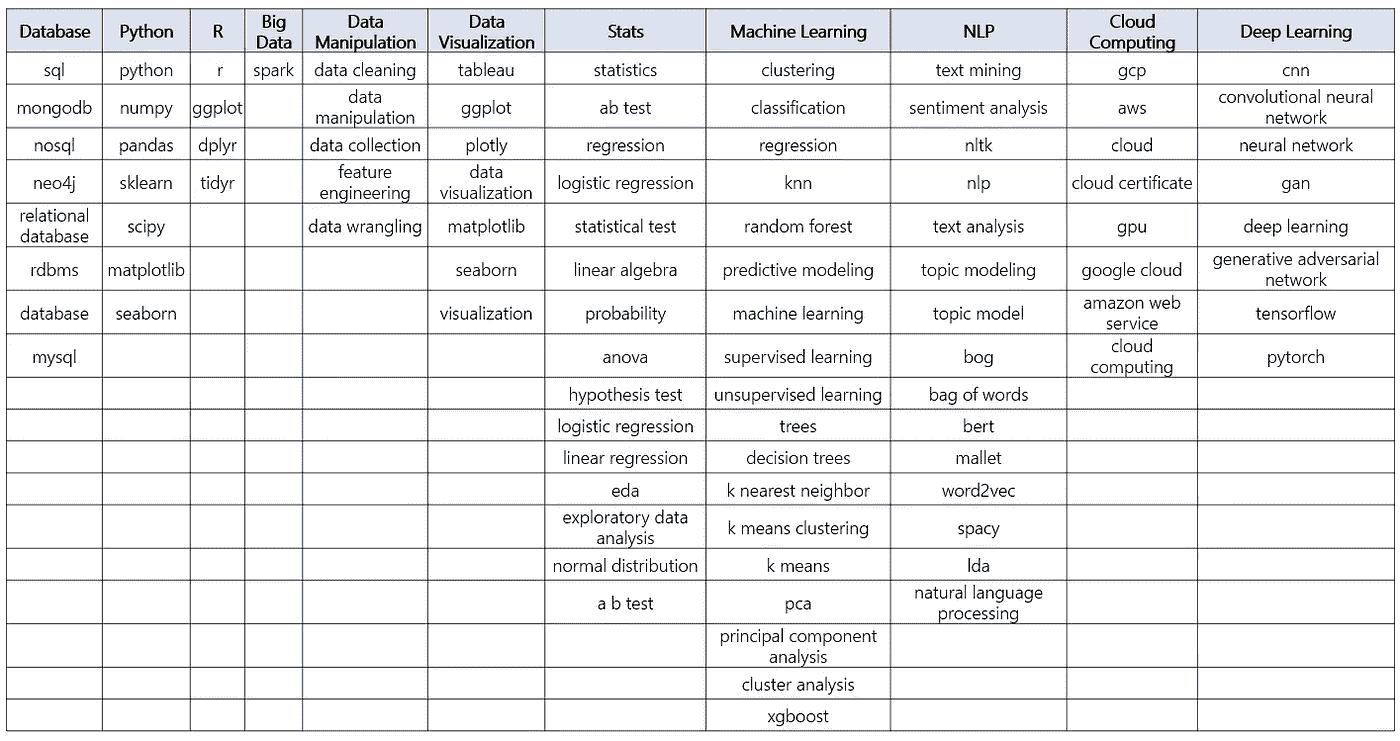 Database Python R Big Data Data Manipulation Data Visualization Stats Machine Learning NLP Cloud Computing Deep Learning
sql python r spark data cleaning tableau statistics clustering text mining gcp cnn
mongodb numpy ggplot data manipulation ggplot ab test classification sentiment analysis aws convolutional neural network
nosql pandas dplyr data collection plotly regression regression nltk cloud neural network
neo4j sklearn tidyr feature engineering data visualization logistic regression knn nlp cloud certificate gan
relational database scipy data wrangling matplotlib statistical test random forest text analysis gpu deep learning
rdbms matplotlib seaborn linear algebra predictive modeling topic modeling google cloud generative adversarial network
database seaborn visualization probability machine learning topic model amazon web service tensorflow
mysql anova supervised learning bog cloud computing pytorch
hypothesis test unsupervised learning bag of words
logistic regression trees bert
linear regression decision trees mallet
eda k nearest neighbor word2vec
exploratory data analysis k means clustering spacy
normal distribution k means lda
a b test pca natural language processing
principal component analysis
cluster analysis
xgboost